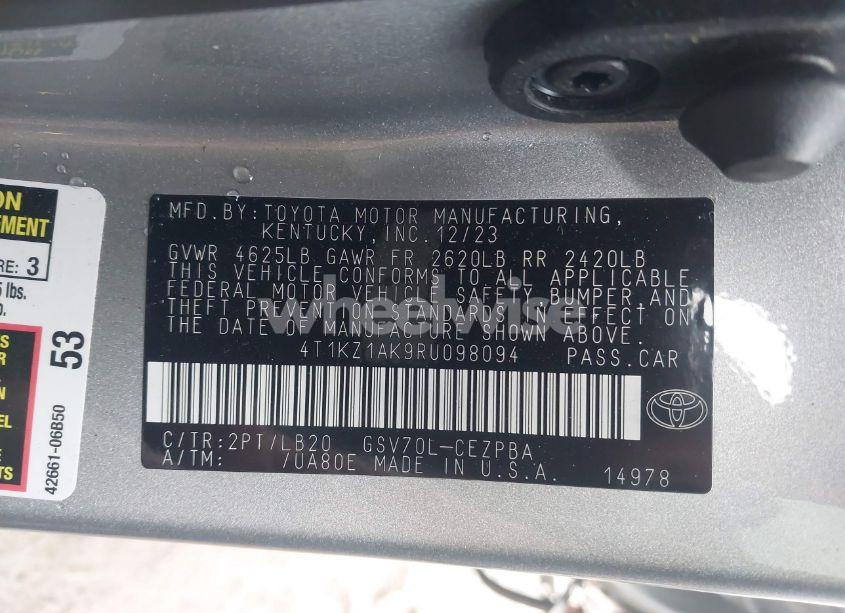 MFD.BY:TOYOTA MOTOR MANUFACTURING,
KENTUCKY, INC. 12/23
GVWR 4625LB GAWR FR 2620LB RR 2420LB
THIS VEHICLE CONFORMS TO ALL APPLICABLE
FEDERAL MOTOR VEHICLE SAFETY, BUMPER AND
THEFT PREVENTION STANDARDS IN EFFECT ON
THE DATE OF MANUFACTURE SHOWN ABOVE.
4T1KZ1AK9RU098094 PASS.CAR
C/TR:2PT/LB20 GSV70L-CEZPBA
A/TM: /UA80E MADE IN U.S.A. 14978
wheelwise
ON
EMENT
RE: 3
lbs.
53
42661-06B50